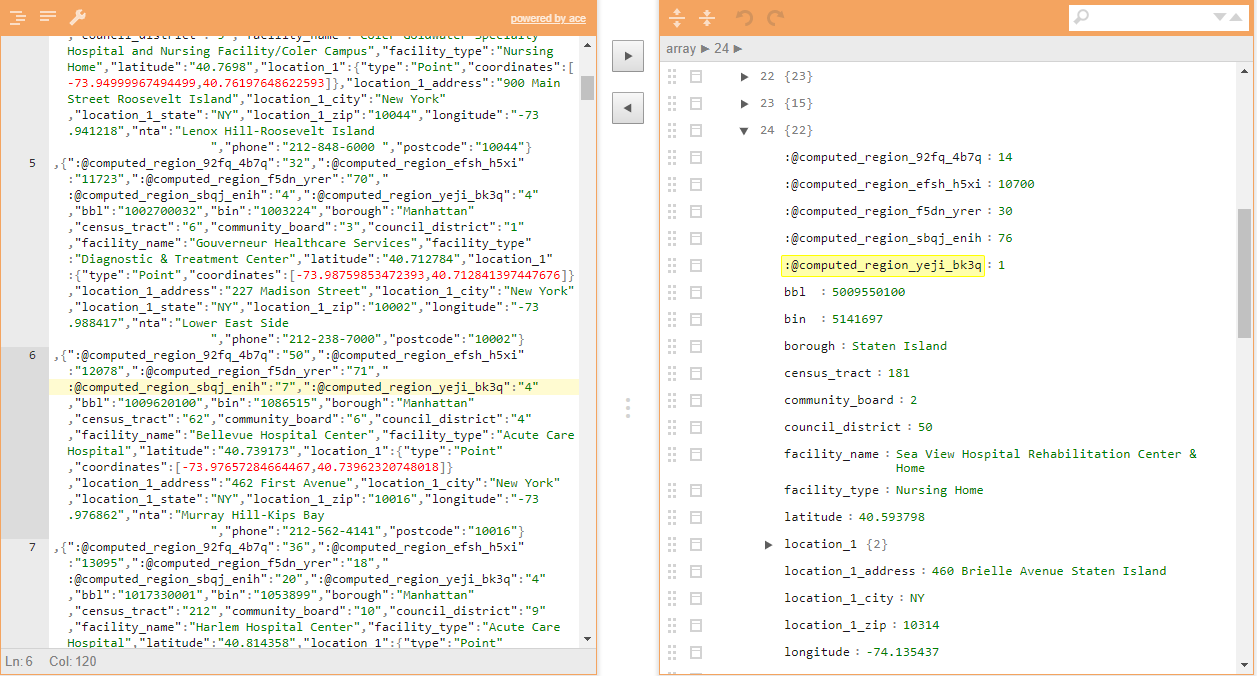 powered by ace
,"council_district":"5","facility_name":"Coler Goldwater Specialty
Hospital and Nursing Facility/Coler Campus","facility_type":"Nursing
Home","latitude":"40.7698","location_1":{"type":"Point","coordinates":[
-73.94999967494499,40.76197648622593]},"location_1_address":"900 Main
Street Roosevelt Island","location_1_city":"New York"
,"location_1_state":"NY","location_1_zip":"10044","longitude":"-73
.941218","nta":"Lenox Hill-Roosevelt Island
","phone":"212-848-6000 ","postcode":"10044"}
5 ,{":@computed_region_92fq_4b7q":"32",":@computed_region_efsh_h5xi"
:"11723",":@computed_region_f5dn_yrer":"70","
:@computed_region_sbqj_enih":"4",":@computed_region_yeji_bk3q":"4"
,"bbl":"1002700032","bin":"1003224","borough":"Manhattan"
,"census_tract":"6","community_board":"3","council_district":"1"
,"facility_name":"Gouverneur Healthcare Services","facility_type"
:"Diagnostic & Treatment Center","latitude":"40.712784","location_1"
:{"type":"Point","coordinates":[-73.98759853472393,40.712841397447676]}
,"location_1_address":"227 Madison Street","location_1_city":"New York"
,"location_1_state":"NY","location_1_zip":"10002","longitude":"-73
.988417","nta":"Lower East Side
","phone":"212-238-7000","postcode":"10002"}
6 ,{":@computed_region_92fq_4b7q":"50",":@computed_region_efsh_h5xi"
:"12078",":@computed_region_f5dn_yrer":"71","
:@computed_region_sbqj_enih":"7",":@computed_region_yeji_bk3q":"4"
,"bbl":"1009620100","bin":"1086515","borough":"Manhattan"
,"census_tract":"62","community_board":"6","council_district":"4"
,"facility_name":"Bellevue Hospital Center","facility_type":"Acute Care
Hospital","latitude":"40.739173","location_1":{"type":"Point"
,"coordinates":[-73.97657284664467,40.73962320748018]}
,"location_1_address":"462 First Avenue","location_1_city":"New York"
,"location_1_state":"NY","location_1_zip":"10016","longitude":"-73
.976862","nta":"Murray Hill-Kips Bay
","phone":"212-562-4141","postcode":"10016"}
7 ,{":@computed_region_92fq_4b7q":"36",":@computed_region_efsh_h5xi"
:"13095",":@computed_region_f5dn_yrer":"18","
:@computed_region_sbqj_enih":"20",":@computed_region_yeji_bk3q":"4"
,"bbl":"1017330001","bin":"1053899","borough":"Manhattan"
,"census_tract":"212","community_board":"10","council_district":"9"
,"facility_name":"Harlem Hospital Center","facility_type":"Acute Care
Hospital","latitude":"40.814358","location_1":{"type":"Point"
Ln: 6 Col: 120
array ► 24 ►
22 {23}
23 {15}
24 {22}
:@computed_region_92fq_4b7q : 14
:@computed_region_efsh_h5xi : 10700
:@computed_region_f5dn_yrer : 30
:@computed_region_sbqj_enih : 76
:@computed_region_yeji_bk3q : 1
bbl : 5009550100
bin : 5141697
borough : Staten Island
census_tract : 181
community_board : 2
council_district : 50
facility_name : Sea View Hospital Rehabilitation Center &
Home
facility_type : Nursing Home
latitude : 40.593798
location_1 {2}
location_1_address : 460 Brielle Avenue Staten Island
location_1_city : NY
location_1_zip : 10314
longitude : -74.135437